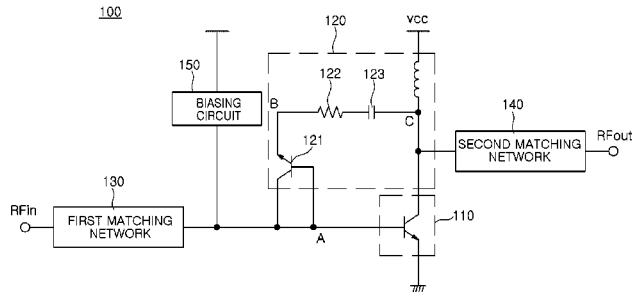 100
120
VCC
150
122
123
B
C
BIASING
CIRCUIT
121
140
SECOND MATCHING
NETWORK
RFout
130
RFin
FIRST MATCHING
NETWORK
A
110